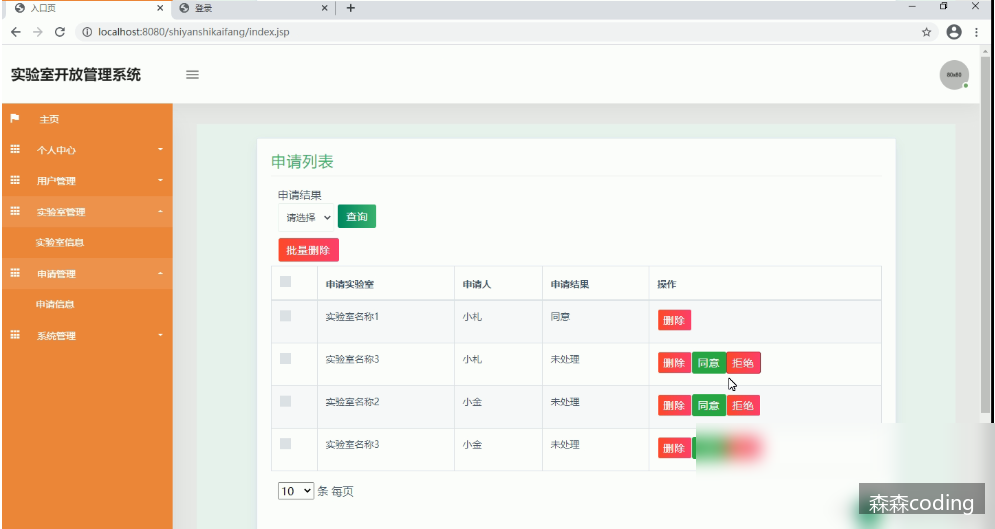 入口页
登录
localhost:8080/shiyanshikaifang/index.jsp
实验室开放管理系统
60x60
主页
个人中心
用户管理
实验室管理
实验室信息
申请管理
申请信息
系统管理
申请列表
申请结果
请选择 查询
批量删除
申请实验室 申请人 申请结果 操作
实验室名称1 小札 同意 删除
实验室名称3 小札 未处理 删除 同意 拒绝
实验室名称2 小金 未处理 删除 同意 拒绝
实验室名称3 小金 未处理 删除
10 条 每页
森森coding